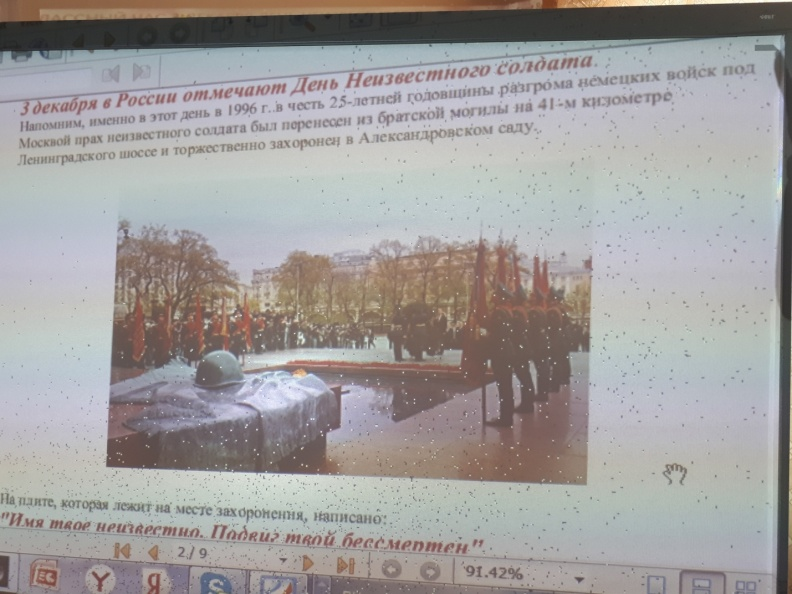 3 декабря в России отмечают День Неизвестного солдата.
Напомним, именно в этот день в 1996 г. в честь 25-летней годовщины разгрома немецких войск под
Москвой прах неизвестного солдата был перенесен из братской могилы на 41-м километре
Ленинградского шоссе и торжественно захоронен в Александровском саду.
На плите, которая лежит на месте захоронения, написано:
"Имя твое неизвестно. Подвиг твой бессмертен"
2 / 9
91.42%